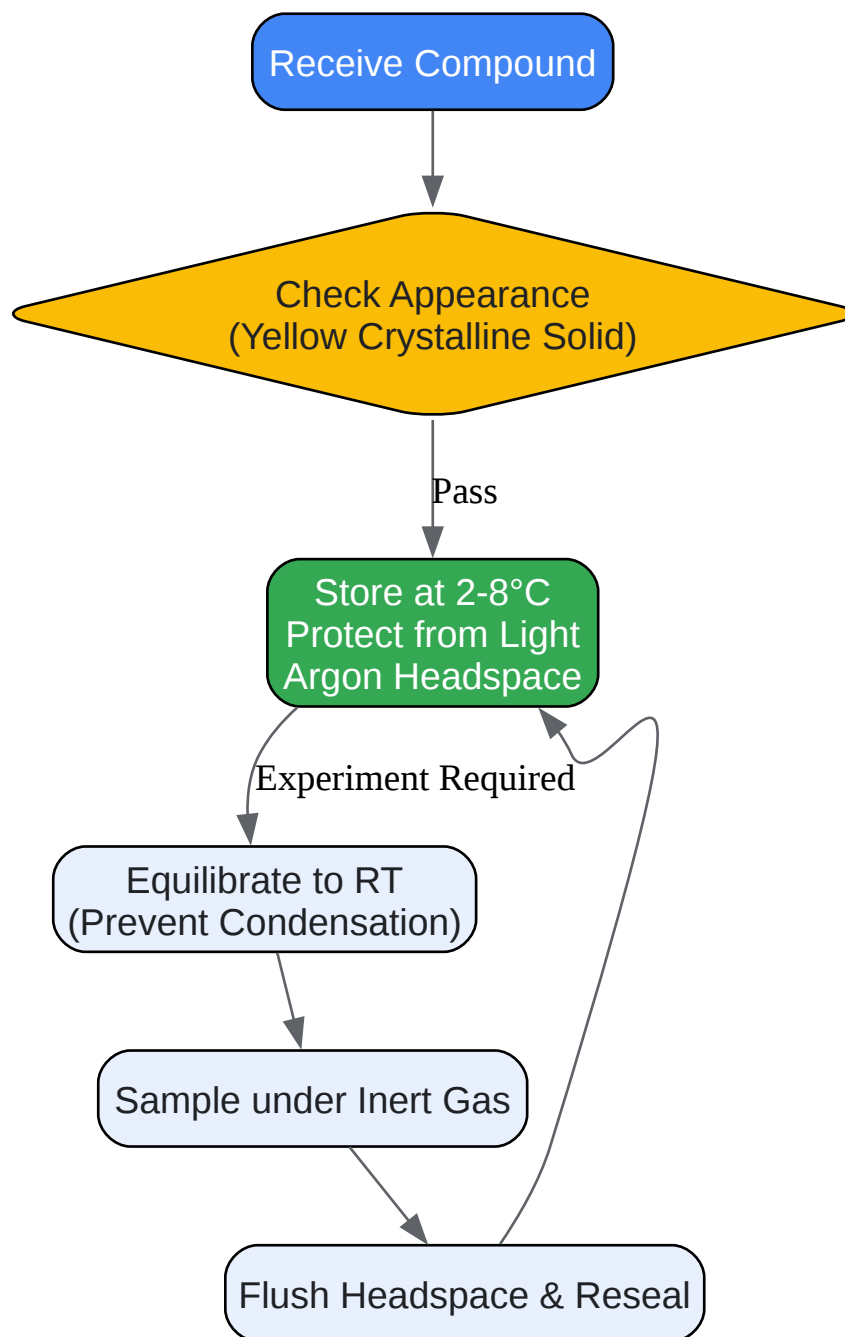 Receive Compound
Check Appearance
(Yellow Crystalline Solid)
Pass
Store at 2-8°C
Protect from Light
Argon Headspace
Experiment Required
Equilibrate to RT
(Prevent Condensation)
Sample under Inert Gas
Flush Headspace & Reseal